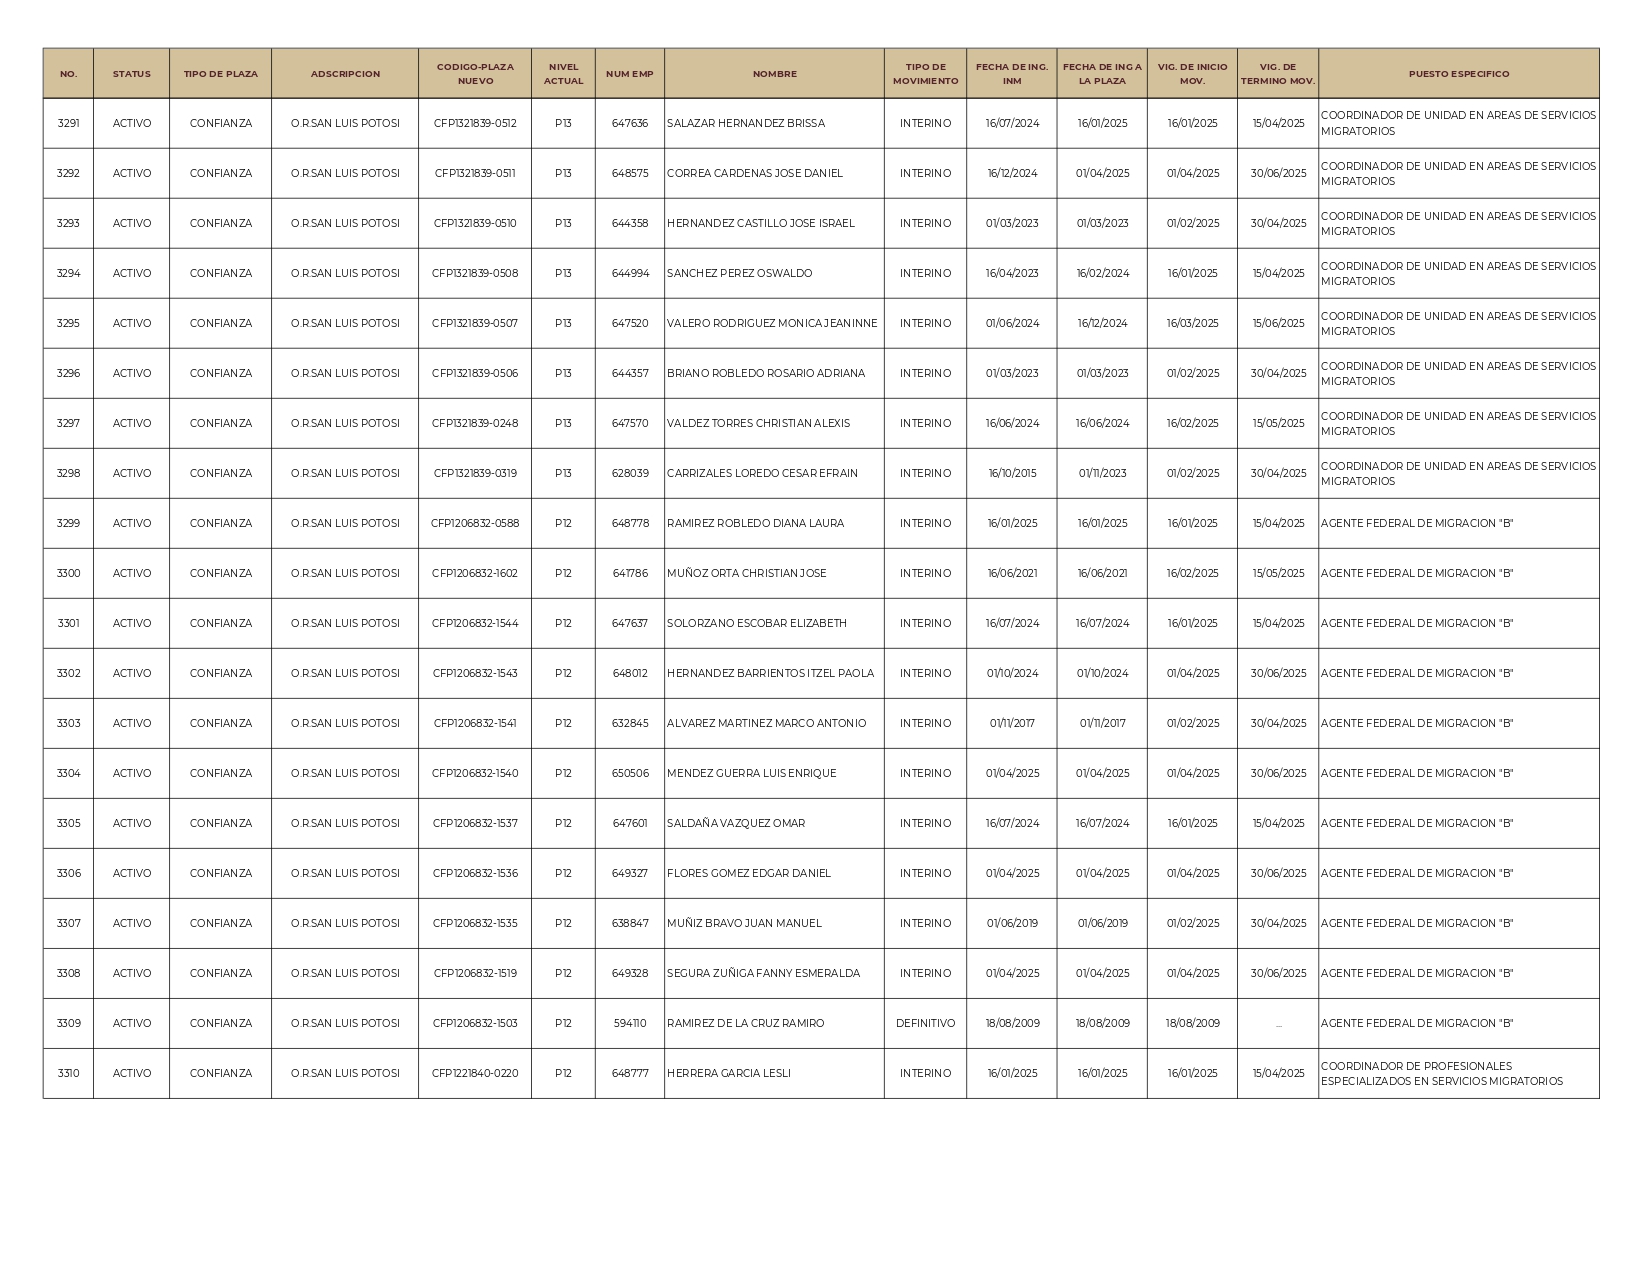 NO. STATUS TIPO DE PLAZA ADSCRIPCION CODIGO-PLAZA NUEVO NIVEL ACTUAL NUM EMP NOMBRE TIPO DE MOVIMIENTO FECHA DE ING. INM FECHA DE ING A LA PLAZA VIG. DE INICIO MOV. VIG. DE TERMINO MOV. PUESTO ESPECIFICO
3291 ACTIVO CONFIANZA O.R.SAN LUIS POTOSI CFP1321839-0512 P13 647636 SALAZAR HERNANDEZ BRISSA INTERINO 16/07/2024 16/01/2025 16/01/2025 15/04/2025 COORDINADOR DE UNIDAD EN AREAS DE SERVICIOS MIGRATORIOS
3292 ACTIVO CONFIANZA O.R.SAN LUIS POTOSI CFP1321839-0511 P13 648575 CORREA CARDENAS JOSE DANIEL INTERINO 16/12/2024 01/04/2025 01/04/2025 30/06/2025 COORDINADOR DE UNIDAD EN AREAS DE SERVICIOS MIGRATORIOS
3293 ACTIVO CONFIANZA O.R.SAN LUIS POTOSI CFP1321839-0510 P13 644358 HERNANDEZ CASTILLO JOSE ISRAEL INTERINO 01/03/2023 01/03/2023 01/02/2025 30/04/2025 COORDINADOR DE UNIDAD EN AREAS DE SERVICIOS MIGRATORIOS
3294 ACTIVO CONFIANZA O.R.SAN LUIS POTOSI CFP1321839-0508 P13 644994 SANCHEZ PEREZ OSWALDO INTERINO 16/04/2023 16/02/2024 16/01/2025 15/04/2025 COORDINADOR DE UNIDAD EN AREAS DE SERVICIOS MIGRATORIOS
3295 ACTIVO CONFIANZA O.R.SAN LUIS POTOSI CFP1321839-0507 P13 647520 VALERO RODRIGUEZ MONICA JEANINNE INTERINO 01/06/2024 16/12/2024 16/03/2025 15/06/2025 COORDINADOR DE UNIDAD EN AREAS DE SERVICIOS MIGRATORIOS
3296 ACTIVO CONFIANZA O.R.SAN LUIS POTOSI CFP1321839-0506 P13 644357 BRIANO ROBLEDO ROSARIO ADRIANA INTERINO 01/03/2023 01/03/2023 01/02/2025 30/04/2025 COORDINADOR DE UNIDAD EN AREAS DE SERVICIOS MIGRATORIOS
3297 ACTIVO CONFIANZA O.R.SAN LUIS POTOSI CFP1321839-0248 P13 647570 VALDEZ TORRES CHRISTIAN ALEXIS INTERINO 16/06/2024 16/06/2024 16/02/2025 15/05/2025 COORDINADOR DE UNIDAD EN AREAS DE SERVICIOS MIGRATORIOS
3298 ACTIVO CONFIANZA O.R.SAN LUIS POTOSI CFP1321839-0319 P13 628039 CARRIZALES LOREDO CESAR EFRAIN INTERINO 16/10/2015 01/11/2023 01/02/2025 30/04/2025 COORDINADOR DE UNIDAD EN AREAS DE SERVICIOS MIGRATORIOS
3299 ACTIVO CONFIANZA O.R.SAN LUIS POTOSI CFP1206832-0588 P12 648778 RAMIREZ ROBLEDO DIANA LAURA INTERINO 16/01/2025 16/01/2025 16/01/2025 15/04/2025 AGENTE FEDERAL DE MIGRACION "B"
3300 ACTIVO CONFIANZA O.R.SAN LUIS POTOSI CFP1206832-1602 P12 641786 MUÑOZ ORTA CHRISTIAN JOSE INTERINO 16/06/2021 16/06/2021 16/02/2025 15/05/2025 AGENTE FEDERAL DE MIGRACION "B"
3301 ACTIVO CONFIANZA O.R.SAN LUIS POTOSI CFP1206832-1544 P12 647637 SOLORZANO ESCOBAR ELIZABETH INTERINO 16/07/2024 16/07/2024 16/01/2025 15/04/2025 AGENTE FEDERAL DE MIGRACION "B"
3302 ACTIVO CONFIANZA O.R.SAN LUIS POTOSI CFP1206832-1543 P12 648012 HERNANDEZ BARRIENTOS ITZEL PAOLA INTERINO 01/10/2024 01/10/2024 01/04/2025 30/06/2025 AGENTE FEDERAL DE MIGRACION "B"
3303 ACTIVO CONFIANZA O.R.SAN LUIS POTOSI CFP1206832-1541 P12 632845 ALVAREZ MARTINEZ MARCO ANTONIO INTERINO 01/11/2017 01/11/2017 01/02/2025 30/04/2025 AGENTE FEDERAL DE MIGRACION "B"
3304 ACTIVO CONFIANZA O.R.SAN LUIS POTOSI CFP1206832-1540 P12 650506 MENDEZ GUERRA LUIS ENRIQUE INTERINO 01/04/2025 01/04/2025 01/04/2025 30/06/2025 AGENTE FEDERAL DE MIGRACION "B"
3305 ACTIVO CONFIANZA O.R.SAN LUIS POTOSI CFP1206832-1537 P12 647601 SALDAÑA VAZQUEZ OMAR INTERINO 16/07/2024 16/07/2024 16/01/2025 15/04/2025 AGENTE FEDERAL DE MIGRACION "B"
3306 ACTIVO CONFIANZA O.R.SAN LUIS POTOSI CFP1206832-1536 P12 649327 FLORES GOMEZ EDGAR DANIEL INTERINO 01/04/2025 01/04/2025 01/04/2025 30/06/2025 AGENTE FEDERAL DE MIGRACION "B"
3307 ACTIVO CONFIANZA O.R.SAN LUIS POTOSI CFP1206832-1535 P12 638847 MUÑIZ BRAVO JUAN MANUEL INTERINO 01/06/2019 01/06/2019 01/02/2025 30/04/2025 AGENTE FEDERAL DE MIGRACION "B"
3308 ACTIVO CONFIANZA O.R.SAN LUIS POTOSI CFP1206832-1519 P12 649328 SEGURA ZUÑIGA FANNY ESMERALDA INTERINO 01/04/2025 01/04/2025 01/04/2025 30/06/2025 AGENTE FEDERAL DE MIGRACION "B"
3309 ACTIVO CONFIANZA O.R.SAN LUIS POTOSI CFP1206832-1503 P12 594110 RAMIREZ DE LA CRUZ RAMIRO DEFINITIVO 18/08/2009 18/08/2009 18/08/2009 ... AGENTE FEDERAL DE MIGRACION "B"
3310 ACTIVO CONFIANZA O.R.SAN LUIS POTOSI CFP1221840-0220 P12 648777 HERRERA GARCIA LESLI INTERINO 16/01/2025 16/01/2025 16/01/2025 15/04/2025 COORDINADOR DE PROFESIONALES ESPECIALIZADOS EN SERVICIOS MIGRATORIOS